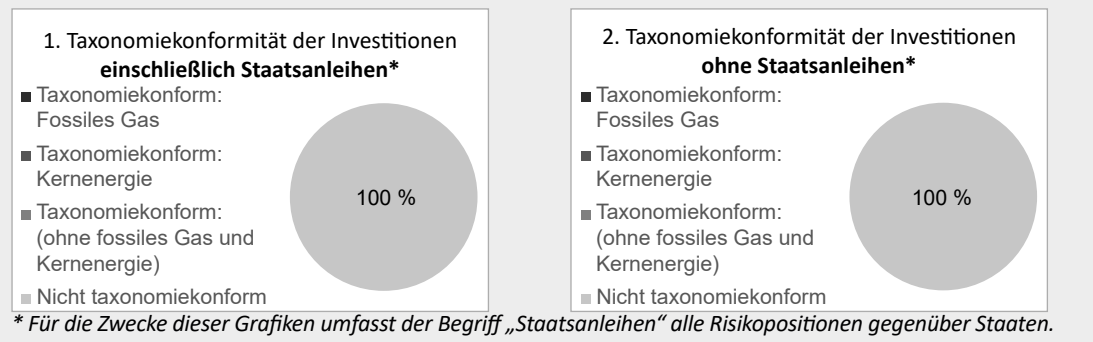 1. Taxonomiekonformität der Investitionen
einschließlich Staatsanleihen*
Taxonomiekonform:
Fossiles Gas
Taxonomiekonform:
Kernenergie
Taxonomiekonform:
(ohne fossiles Gas und
Kernenergie)
Nicht taxonomiekonform
100 %
2. Taxonomiekonformität der Investitionen
ohne Staatsanleihen*
Taxonomiekonform:
Fossiles Gas
Taxonomiekonform:
Kernenergie
Taxonomiekonform:
(ohne fossiles Gas und
Kernenergie)
Nicht taxonomiekonform
100 %
* Für die Zwecke dieser Grafiken umfasst der Begriff „Staatsanleihen“ alle Risikopositionen gegenüber Staaten.